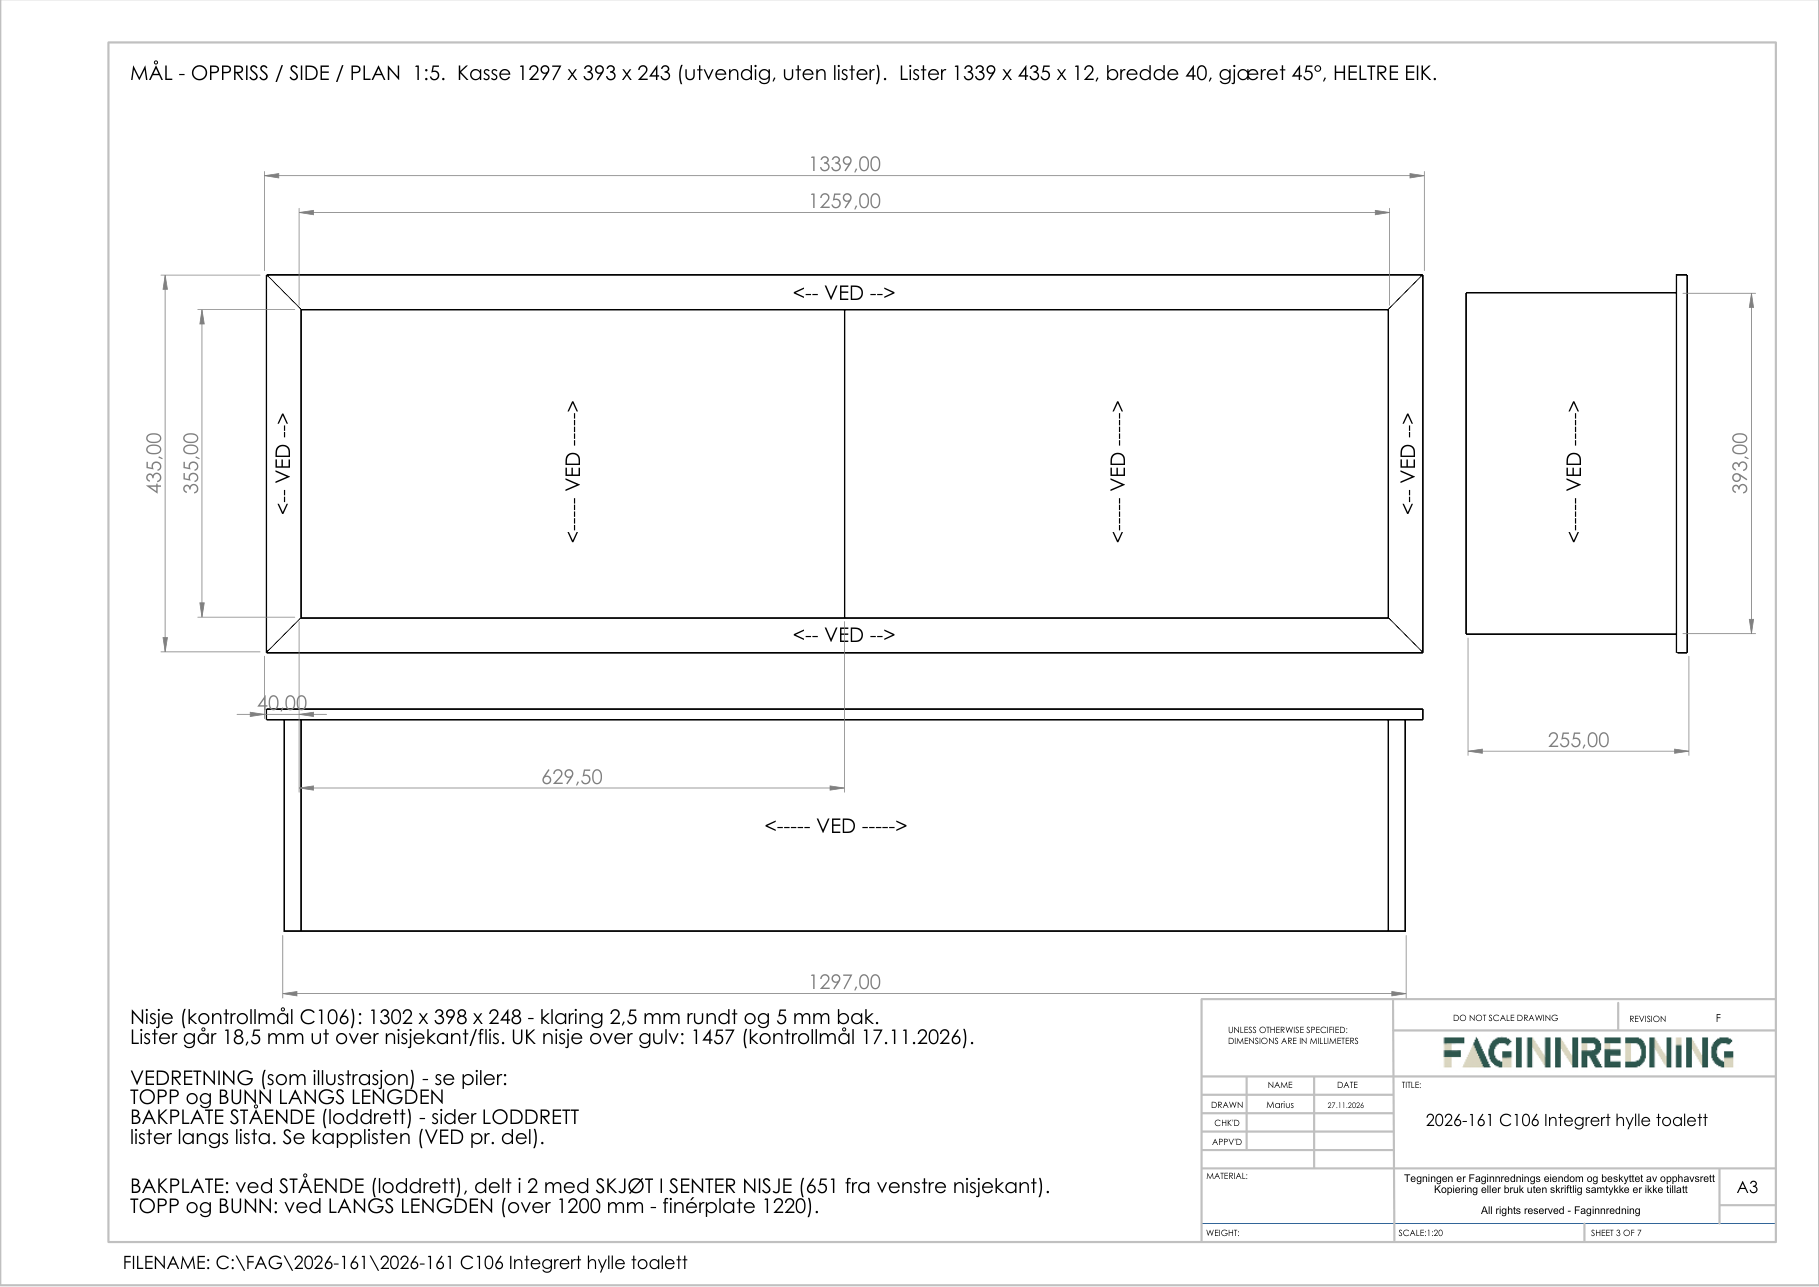 MÅL - OPPRISS / SIDE / PLAN  1:5.  Kasse 1297 x 393 x 243 (utvendig, uten lister).  Lister 1339 x 435 x 12, bredde 40, gjæret 45°, HELTRE EIK.
1339,00
1259,00
<-- VED -->
435,00
355,00
<-- VED -->
<----- VED ----->
<----- VED ----->
<-- VED -->
<----- VED ----->
393,00
<-- VED -->
40,00
255,00
629,50
<----- VED ----->
1297,00
Nisje (kontrollmål C106): 1302 x 398 x 248 - klaring 2,5 mm rundt og 5 mm bak.
Lister går 18,5 mm ut over nisjekant/flis. UK nisje over gulv: 1457 (kontrollmål 17.11.2026).
VEDRETNING (som illustrasjon) - se piler:
TOPP og BUNN LANGS LENGDEN
BAKPLATE STÅENDE (loddrett) - sider LODDRETT
lister langs lista. Se kapplisten (VED pr. del).
BAKPLATE: ved STÅENDE (loddrett), delt i 2 med SKJØT I SENTER NISJE (651 fra venstre nisjekant).
TOPP og BUNN: ved LANGS LENGDEN (over 1200 mm - finérplate 1220).
UNLESS OTHERWISE SPECIFIED:
DIMENSIONS ARE IN MILLIMETERS
DO NOT SCALE DRAWING
REVISION F
FAGINNREDNING
NAME DATE
DRAWN Marius 27.11.2026
CHK'D
APPV'D
TITLE:
2026-161 C106 Integrert hylle toalett
MATERIAL:
Tegningen er Faginnrednings eiendom og beskyttet av opphavsrett
Kopiering eller bruk uten skriftlig samtykke er ikke tillatt
All rights reserved - Faginnredning
A3
WEIGHT:
SCALE:1:20
SHEET 3 OF 7
FILENAME: C:\FAG\2026-161\2026-161 C106 Integrert hylle toalett